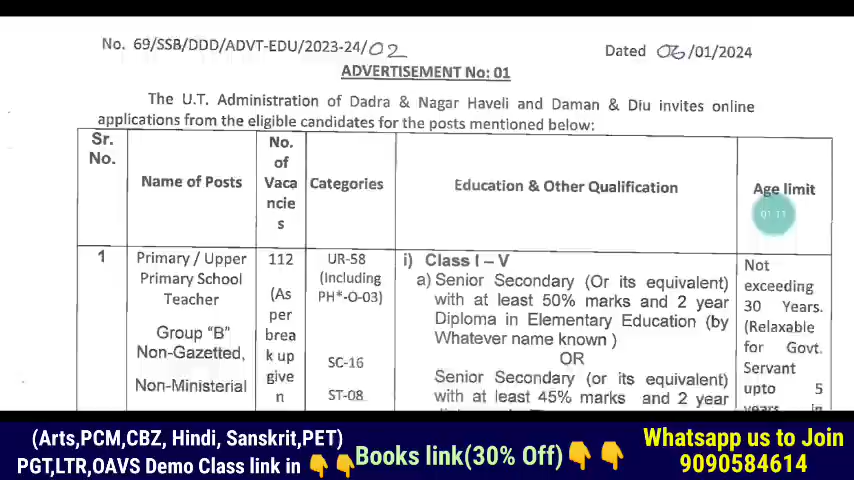 No. 69/SSB/DDD/ADVT-EDU/2023-24/02
Dated 06/01/2024
ADVERTISEMENT No: 01
The U.T. Administration of Dadra & Nagar Haveli and Daman & Diu invites online
applications from the eligible candidates for the posts mentioned below:
Sr.
No.
Name of Posts
No.
of
Vaca
ncie
s
Categories
Education & Other Qualification
Age limit
01:11
1
Primary / Upper
Primary School
Teacher
Group “B”
Non-Gazetted,
Non-Ministerial
112
(As
per
brea
k up
give
n
UR-58
(Including
PH*-O-03)
SC-16
ST-08
i) Class I – V
a) Senior Secondary (Or its equivalent)
with at least 50% marks and 2 year
Diploma in Elementary Education (by
Whatever name known )
OR
Senior Secondary (or its equivalent)
with at least 45% marks and 2 year
Not
exceeding
30 Years.
(Relaxable
for Govt.
Servant
upto 5
years in
(Arts,PCM,CBZ, Hindi, Sanskrit,PET)
PGT,LTR,OAVS Demo Class link in 👇👇
Books link(30% Off)👇👇
Whatsapp us to Join
9090584614